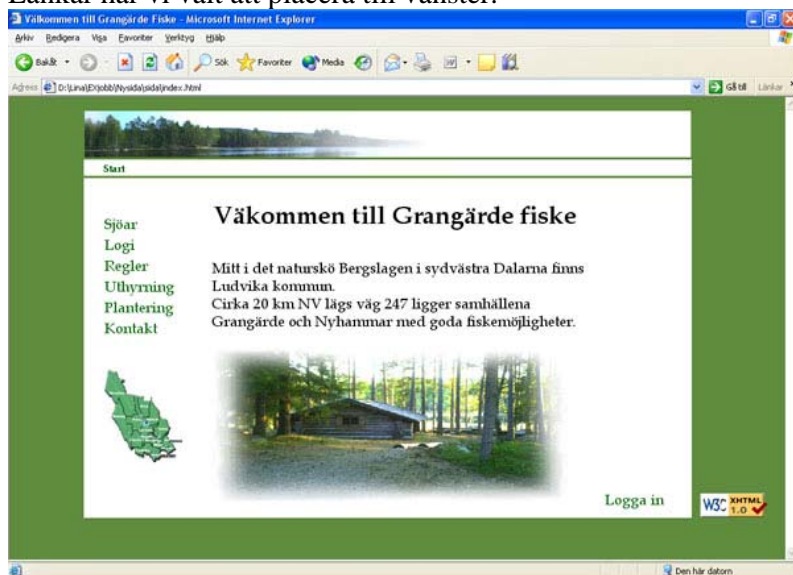 Länkar har vi valt att placera till vänster.
Välkommen till Grangärde Fiske - Microsoft Internet Explorer
Arkiv Redigera Visa Favoriter Verktyg Hjälp
Bakåt Sök Favoriter Media
Adress D:\Lina\EXjobb\Nysida\sida\index.html Gå till Länkar
Start
Väkommen till Grangärde fiske
Sjöar
Logi
Regler
Uthyrning
Plantering
Kontakt
Mitt i det naturskö Bergslagen i sydvästra Dalarna finns
Ludvika kommun.
Cirka 20 km NV lägs väg 247 ligger samhällena
Grangärde och Nyhammar med goda fiskemöjligheter.
Logga in
W3C XHTML 1.0
Den här datorn